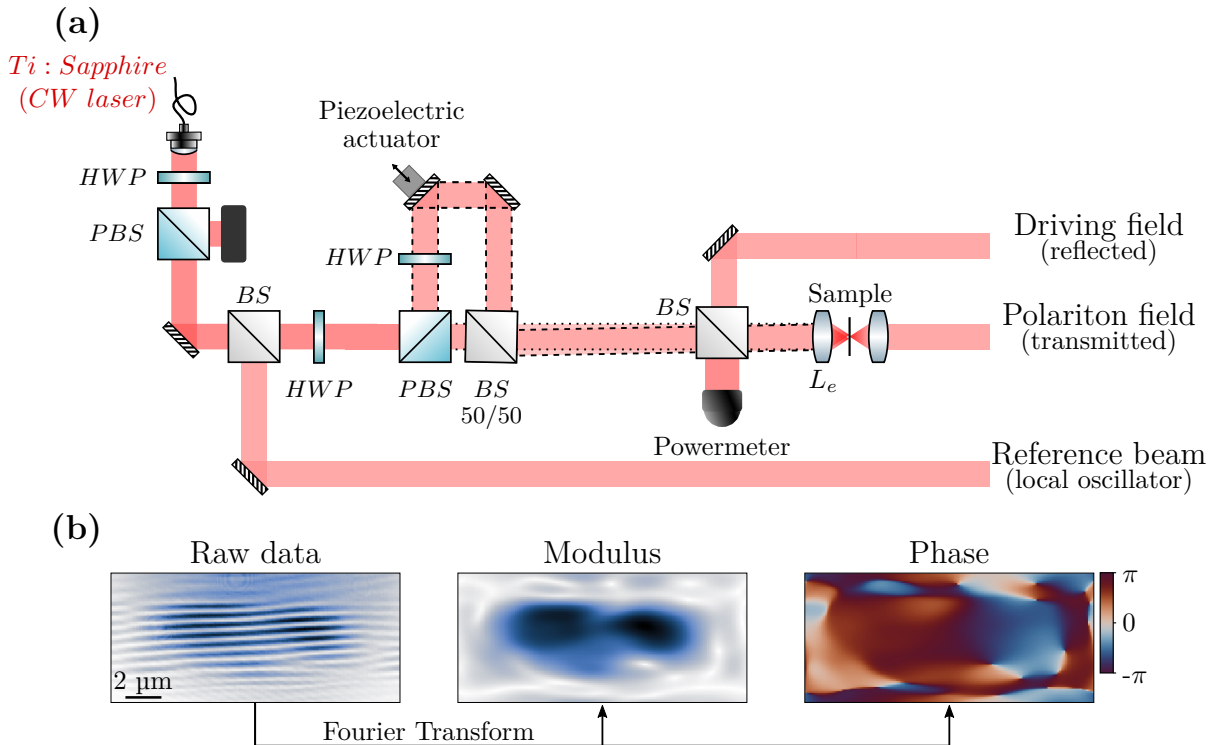 (a)
Ti : Sapphire
(CW laser)
Piezoelectric
actuator
HWP
PBS
HWP
BS
HWP
PBS
BS
50/50
BS
Sample
L_e
Powermeter
Driving field
(reflected)
Polariton field
(transmitted)
Reference beam
(local oscillator)
(b)
Raw data
Modulus
Phase
2 μm
π
0
-π
Fourier Transform